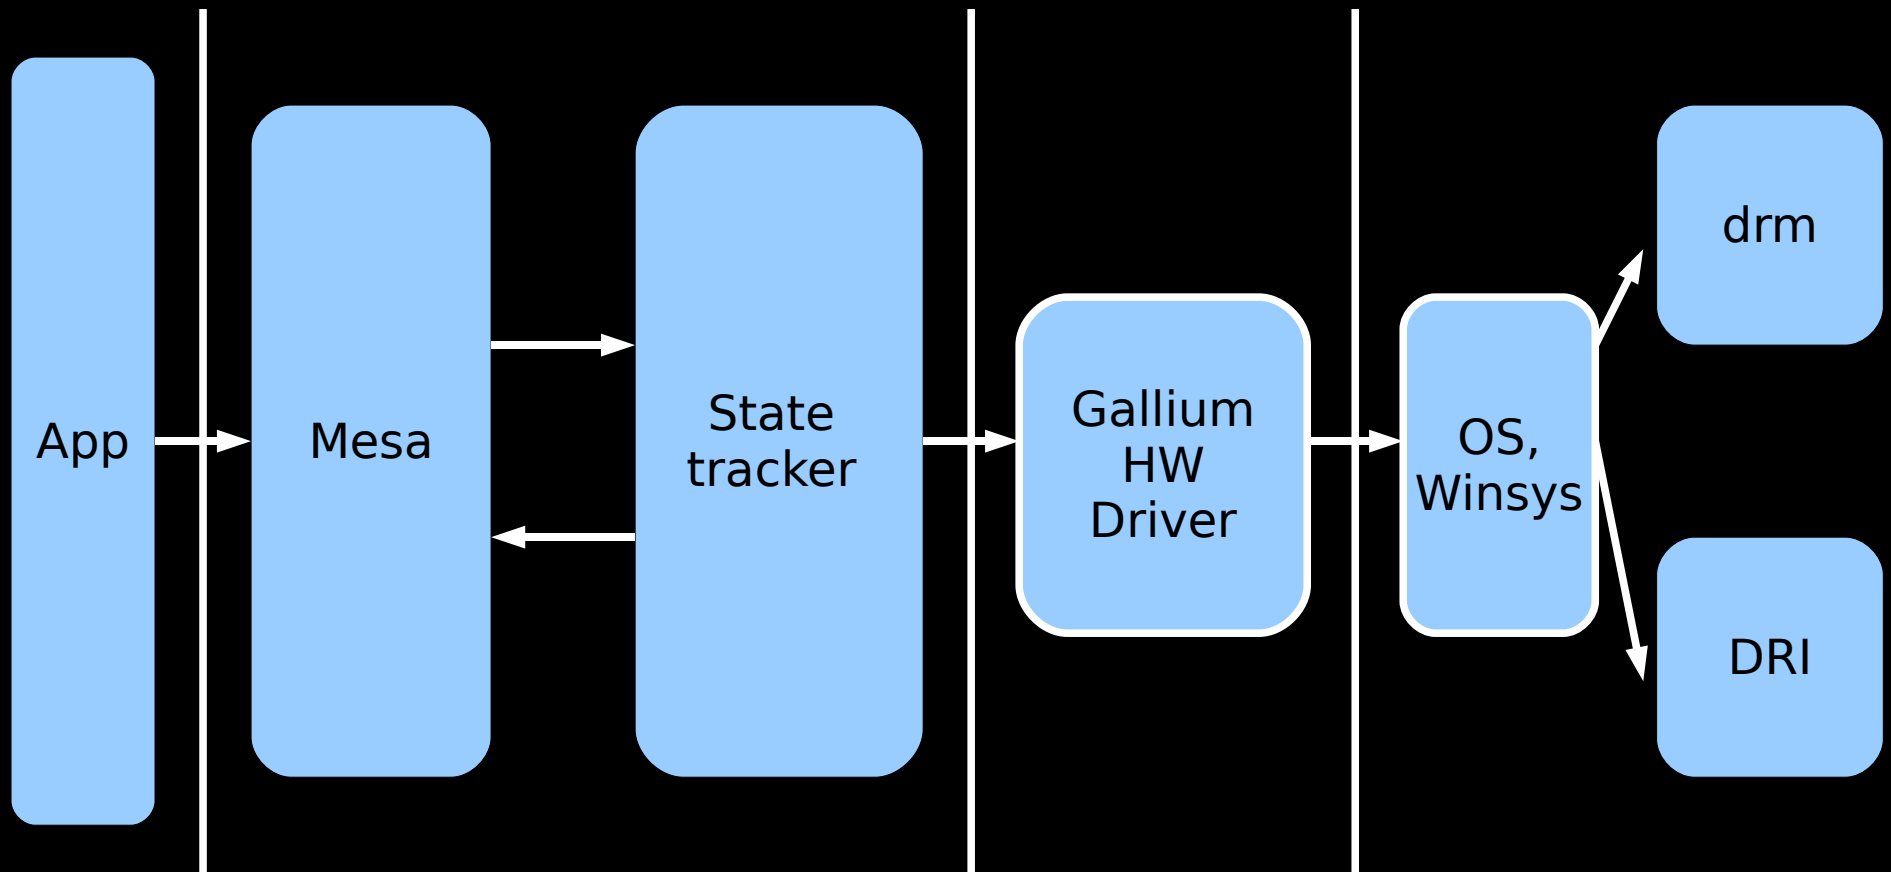 App
Mesa
State
tracker
Gallium
HW
Driver
OS,
Winsys
drm
DRI